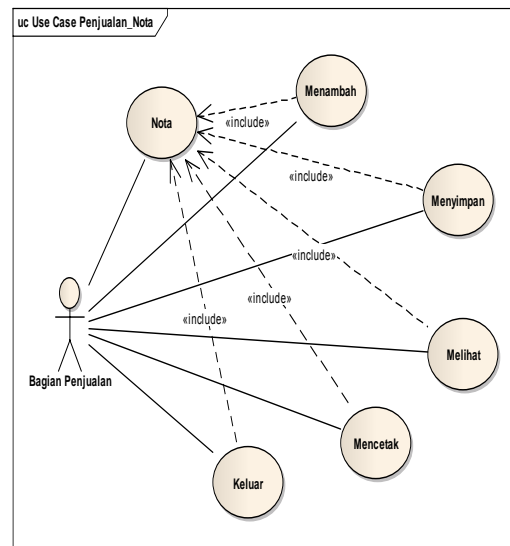 uc Use Case Penjualan_Nota
Menambah
Nota
«include»
«include»
Menyimpan
«include»
«include»
«include»
Melihat
Bagian Penjualan
Mencetak
Keluar